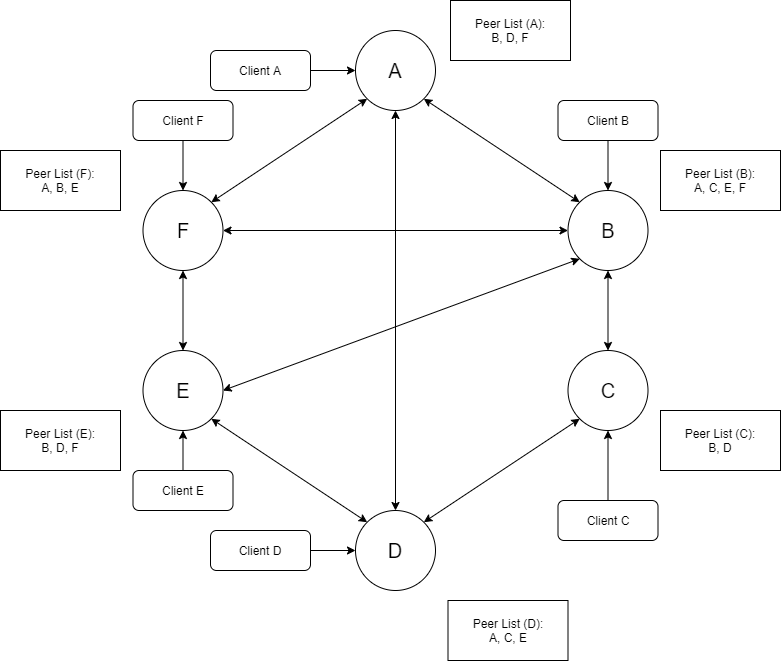 Peer List (A):
B, D, F
Client A
A
Client F
Client B
Peer List (F):
A, B, E
Peer List (B):
A, C, E, F
F
B
E
C
Peer List (E):
B, D, F
Peer List (C):
B, D
Client E
Client C
Client D
D
Peer List (D):
A, C, E